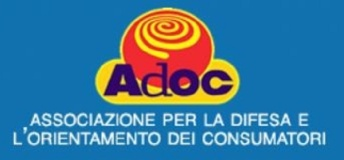 Adoc
ASSOCIAZIONE PER LA DIFESA E
L'ORIENTAMENTO DEI CONSUMATORI